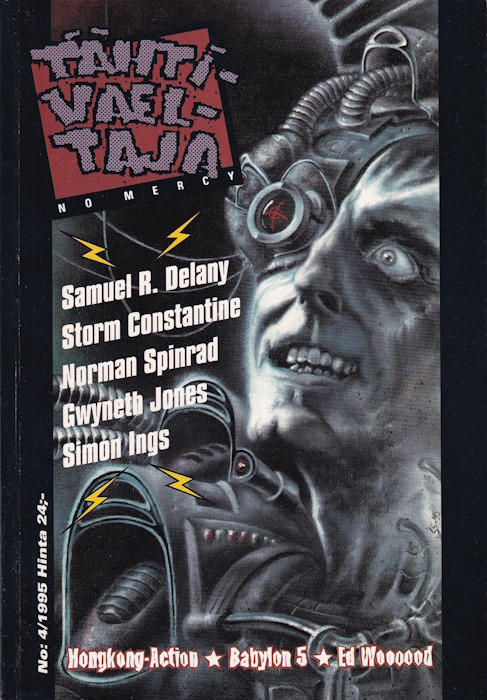 TÄHTI-
VAEL-
TAJA
NO MERCY
Samuel R. Delany
Storm Constantine
Norman Spinrad
Gwyneth Jones
Simon Ings
No: 4/1995 Hinta 24;-
Hongkong-Action ★ Babylon 5 ★ Ed Woooood